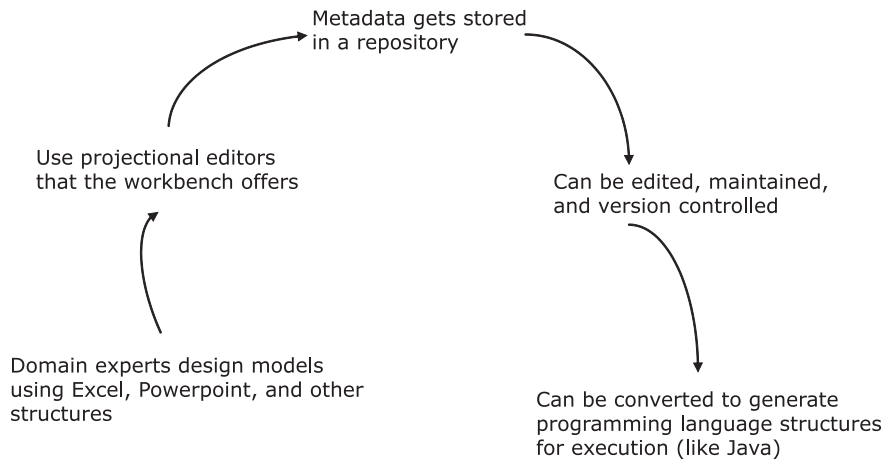 Metadata gets stored
in a repository
Use projectional editors
that the workbench offers
Can be edited, maintained,
and version controlled
Domain experts design models
using Excel, Powerpoint, and other
structures
Can be converted to generate
programming language structures
for execution (like Java)